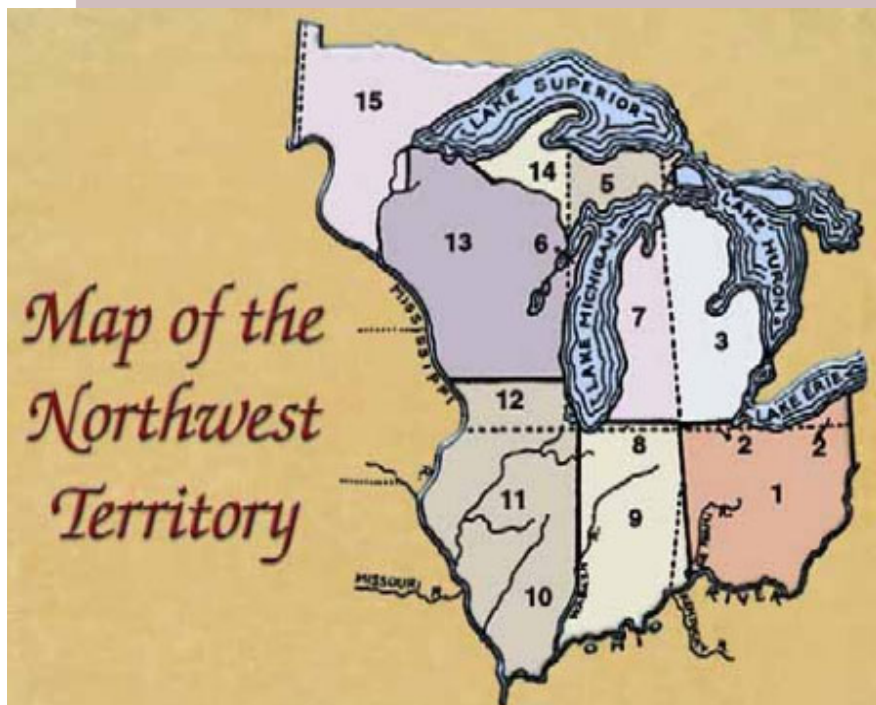 Map of the
Northwest
Territory
15
LAKE SUPERIOR
14
5
13
6
LAKE MICHIGAN
LAKE HURON
7
3
MISSISSIPPI
R.
12
LAKE ERIE
8
2
2
11
9
1
WABASH R.
MISSOURI R.
10
OHIO RIVER